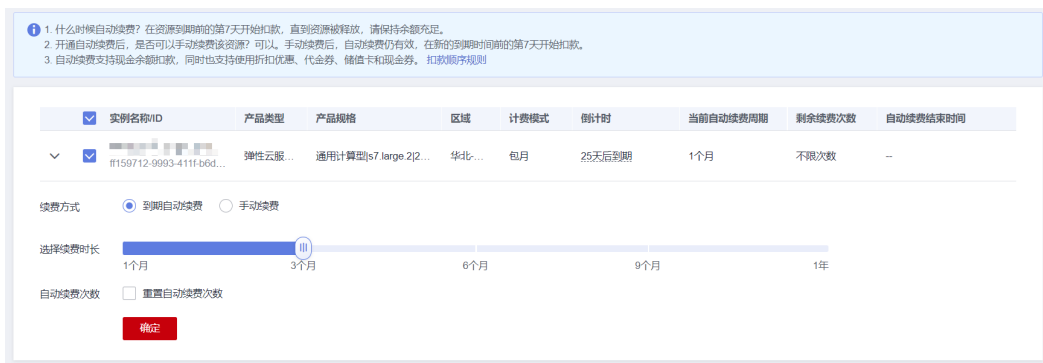 1. 什么时候自动续费？在资源到期前的第7天开始扣款，直到资源被释放，请保持余额充足。
2. 开通自动续费后，是否可以手动续费该资源？可以。手动续费后，自动续费仍有效，在新的到期时间前的第7天开始扣款。
3. 自动续费支持现金余额扣款，同时也支持使用折扣优惠、代金券、储值卡和现金券。 扣款顺序规则
实例名称/ID 产品类型 产品规格 区域 计费模式 倒计时 当前自动续费周期 剩余续费次数 自动续费结束时间
弹性云服... 通用计算型|s7.large.2|2... 华北-... 包月 25天后到期 1个月 不限次数 --
ff159712-9993-411f-b6d...
续费方式 到期自动续费 手动续费
选择续费时长
1个月 3个月 6个月 9个月 1年
自动续费次数 重置自动续费次数
确定